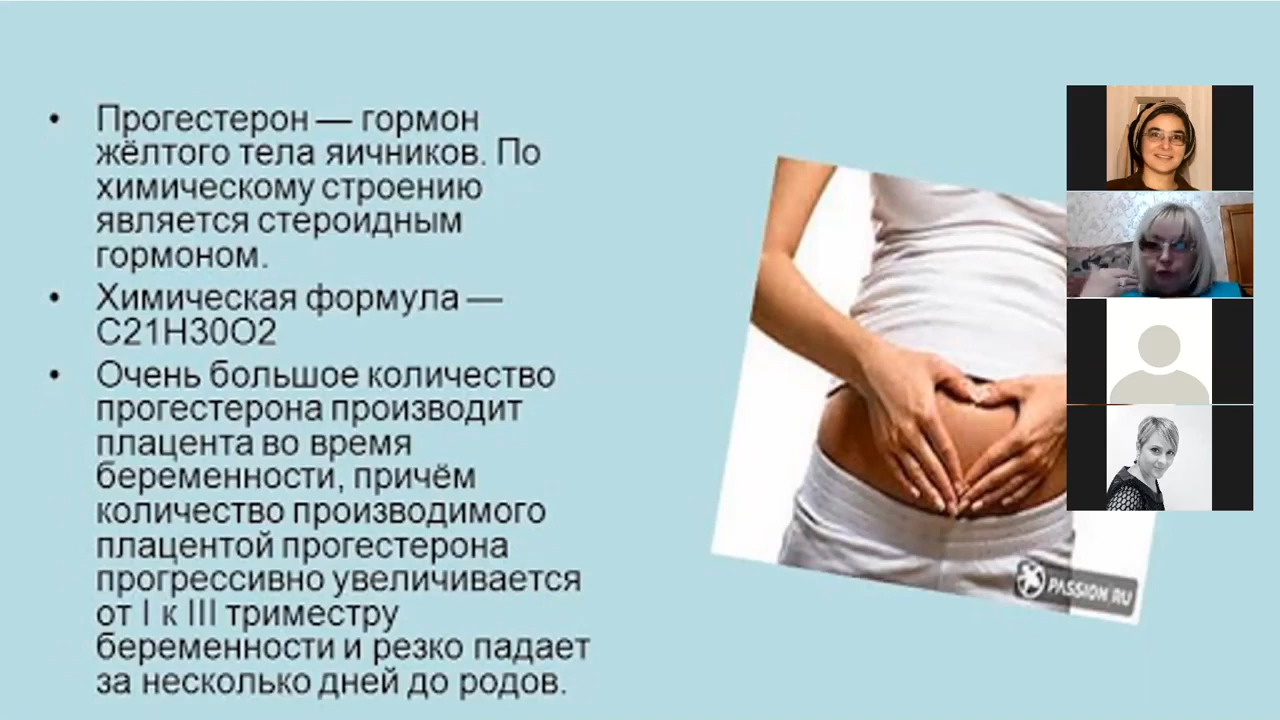 • Прогестерон — гормон
жёлтого тела яичников. По
химическому строению
является стероидным
гормоном.
• Химическая формула —
C21H30O2
• Очень большое количество
прогестерона производит
плацента во время
беременности, причём
количество производимого
плацентой прогестерона
прогрессивно увеличивается
от I к III триместру
беременности и резко падает
за несколько дней до родов.
PASSION.RU